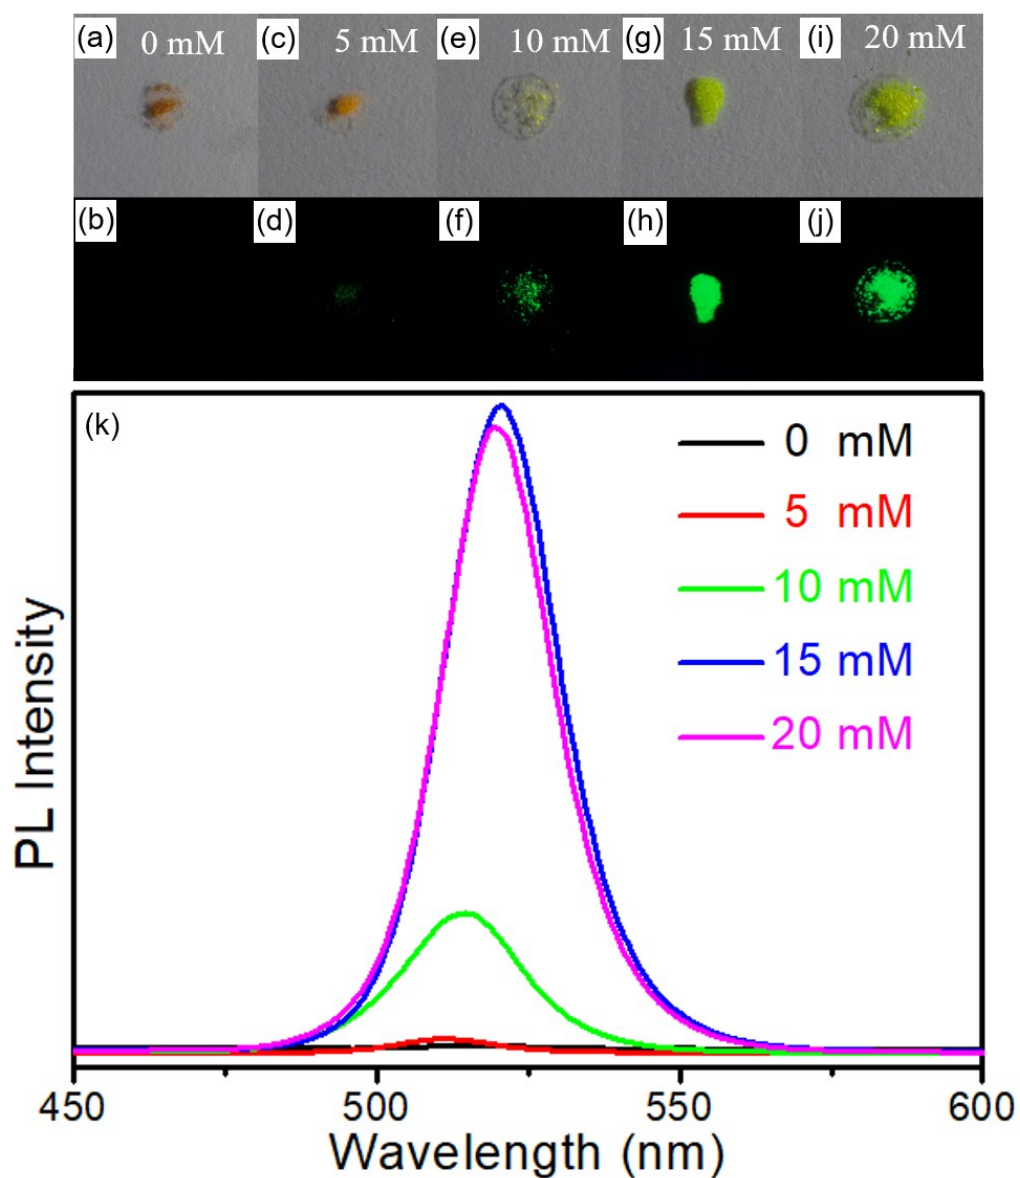 (a) 0 mM (c) 5 mM (e) 10 mM (g) 15 mM (i) 20 mM
(b) (d) (f) (h) (j)
(k)
0 mM
5 mM
10 mM
15 mM
20 mM
PL Intensity
450 500 550 600
Wavelength (nm)